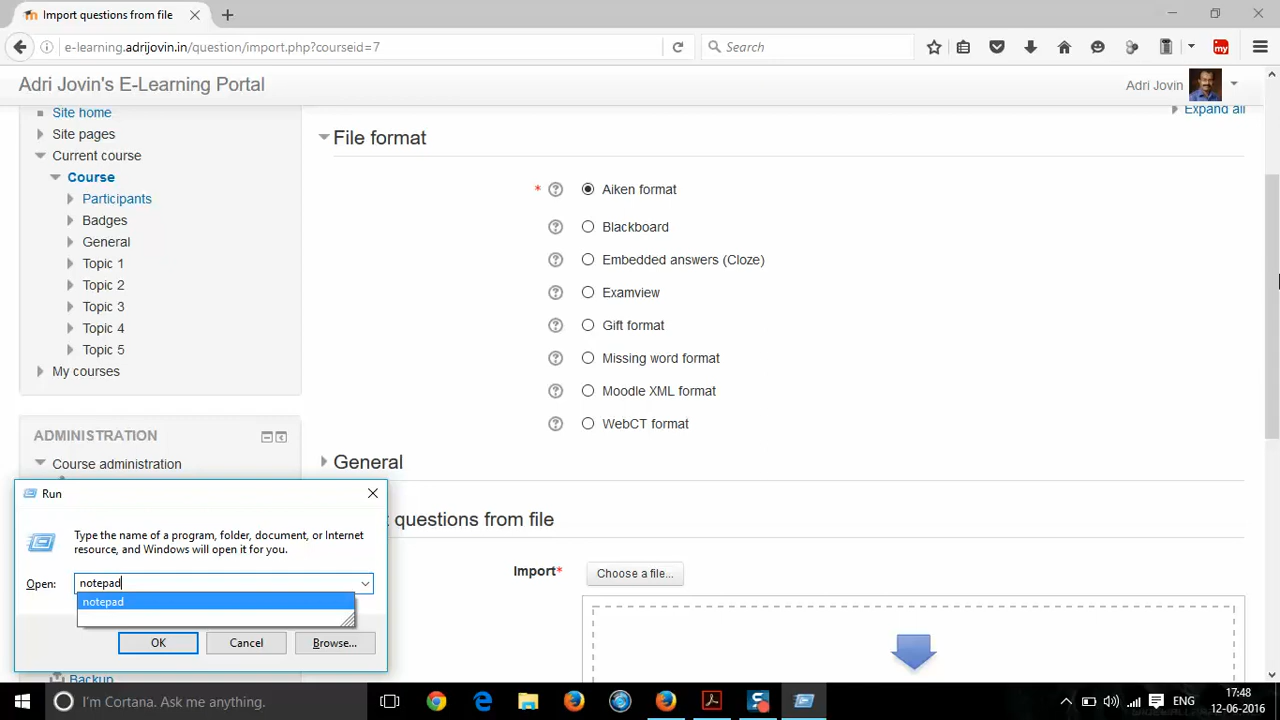 Import questions from file
e-learning.adrijovin.in/question/import.php?courseid=7
Search
my
Adri Jovin's E-Learning Portal
Adri Jovin
Site home
Site pages
Current course
Course
Participants
Badges
General
Topic 1
Topic 2
Topic 3
Topic 4
Topic 5
My courses
ADMINISTRATION
Course administration
Backup
Expand all
File format
* Aiken format
Blackboard
Embedded answers (Cloze)
Examview
Gift format
Missing word format
Moodle XML format
WebCT format
General
questions from file
Import*
Choose a file...
Run
Type the name of a program, folder, document, or Internet
resource, and Windows will open it for you.
Open:
notepad
notepad
OK
Cancel
Browse...
I'm Cortana. Ask me anything.
ENG
17:48
12-06-2016